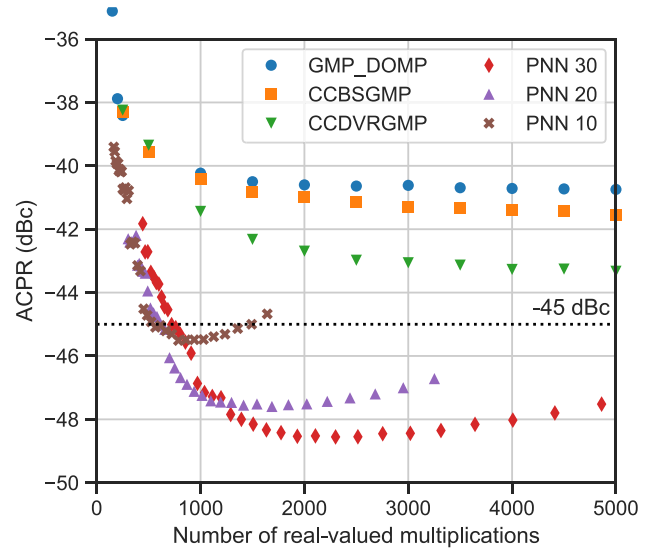 −36
−38
−40
−42
−44
−46
−48
−50
ACPR (dBc)
GMP_DOMP
CCBSGMP
CCDVRGMP
PNN 30
PNN 20
PNN 10
-45 dBc
0
1000
2000
3000
4000
5000
Number of real-valued multiplications